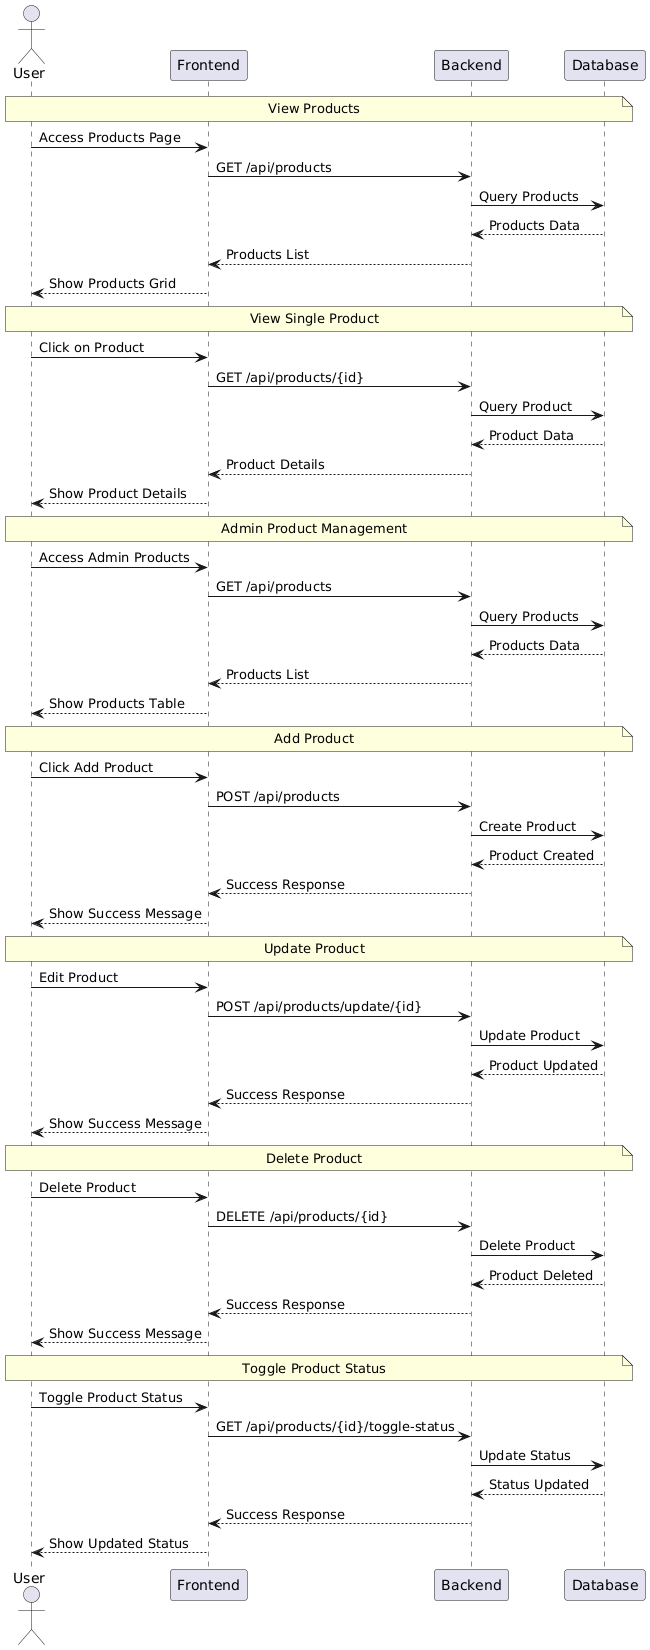 User
Frontend
Backend
Database
View Products
Access Products Page
GET /api/products
Query Products
Products Data
Products List
Show Products Grid
View Single Product
Click on Product
GET /api/products/{id}
Query Product
Product Data
Product Details
Show Product Details
Admin Product Management
Access Admin Products
GET /api/products
Query Products
Products Data
Products List
Show Products Table
Add Product
Click Add Product
POST /api/products
Create Product
Product Created
Success Response
Show Success Message
Update Product
Edit Product
POST /api/products/update/{id}
Update Product
Product Updated
Success Response
Show Success Message
Delete Product
Delete Product
DELETE /api/products/{id}
Delete Product
Product Deleted
Success Response
Show Success Message
Toggle Product Status
Toggle Product Status
GET /api/products/{id}/toggle-status
Update Status
Status Updated
Success Response
Show Updated Status
User
Frontend
Backend
Database